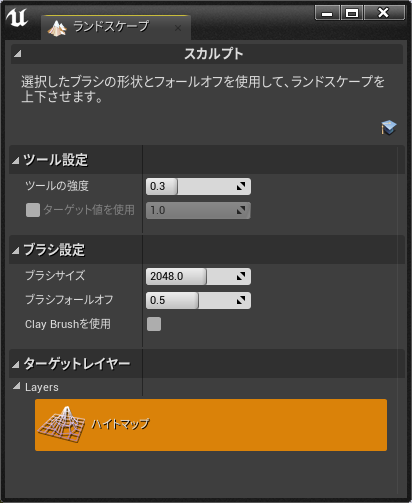 ランドスケープ
スカルプト
選択したブラシの形状とフォールオフを使用して、ランドスケープを
上下させます。
ツール設定
ツールの強度 0.3
ターゲット値を使用 1.0
ブラシ設定
ブラシサイズ 2048.0
ブラシフォールオフ 0.5
Clay Brushを使用
ターゲットレイヤー
Layers
ハイトマップ